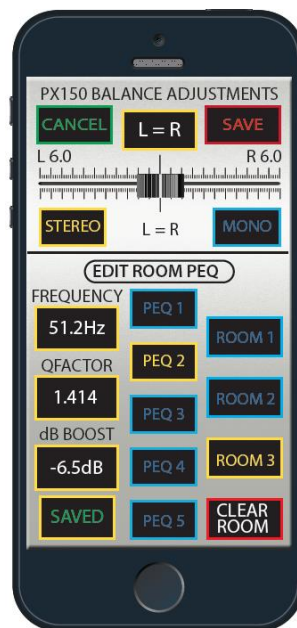 PX150 BALANCE ADJUSTMENTS
CANCEL
L = R
SAVE
L 6.0
R 6.0
STEREO
L = R
MONO
EDIT ROOM PEQ
FREQUENCY
51.2Hz
QFACTOR
1.414
dB BOOST
-6.5dB
SAVED
PEQ 1
PEQ 2
PEQ 3
PEQ 4
PEQ 5
ROOM 1
ROOM 2
ROOM 3
CLEAR
ROOM